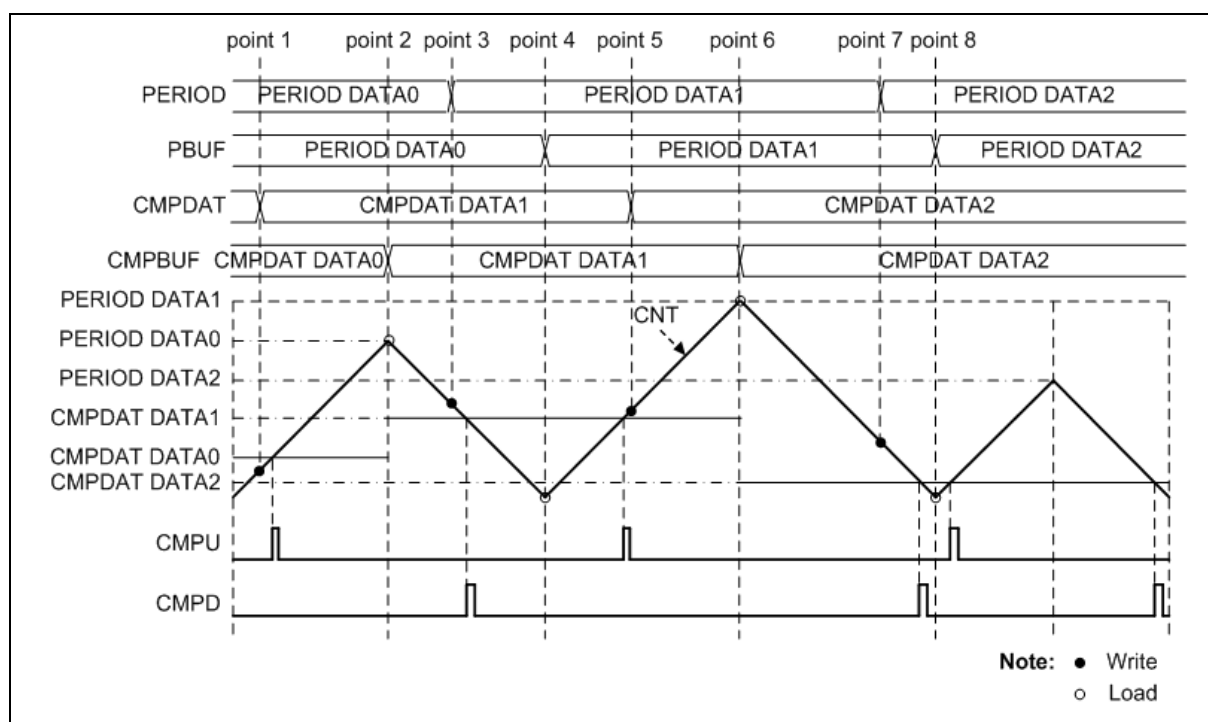 point 1 point 2 point 3 point 4 point 5 point 6 point 7 point 8
PERIOD PERIOD DATA0 PERIOD DATA1 PERIOD DATA2
PBUF PERIOD DATA0 PERIOD DATA1 PERIOD DATA2
CMPDAT CMPDAT DATA1 CMPDAT DATA2
CMPBUF CMPDAT DATA0 CMPDAT DATA1 CMPDAT DATA2
PERIOD DATA1
CNT
PERIOD DATA0
PERIOD DATA2
CMPDAT DATA1
CMPDAT DATA0
CMPDAT DATA2
CMPU
CMPD
Note: ● Write
○ Load